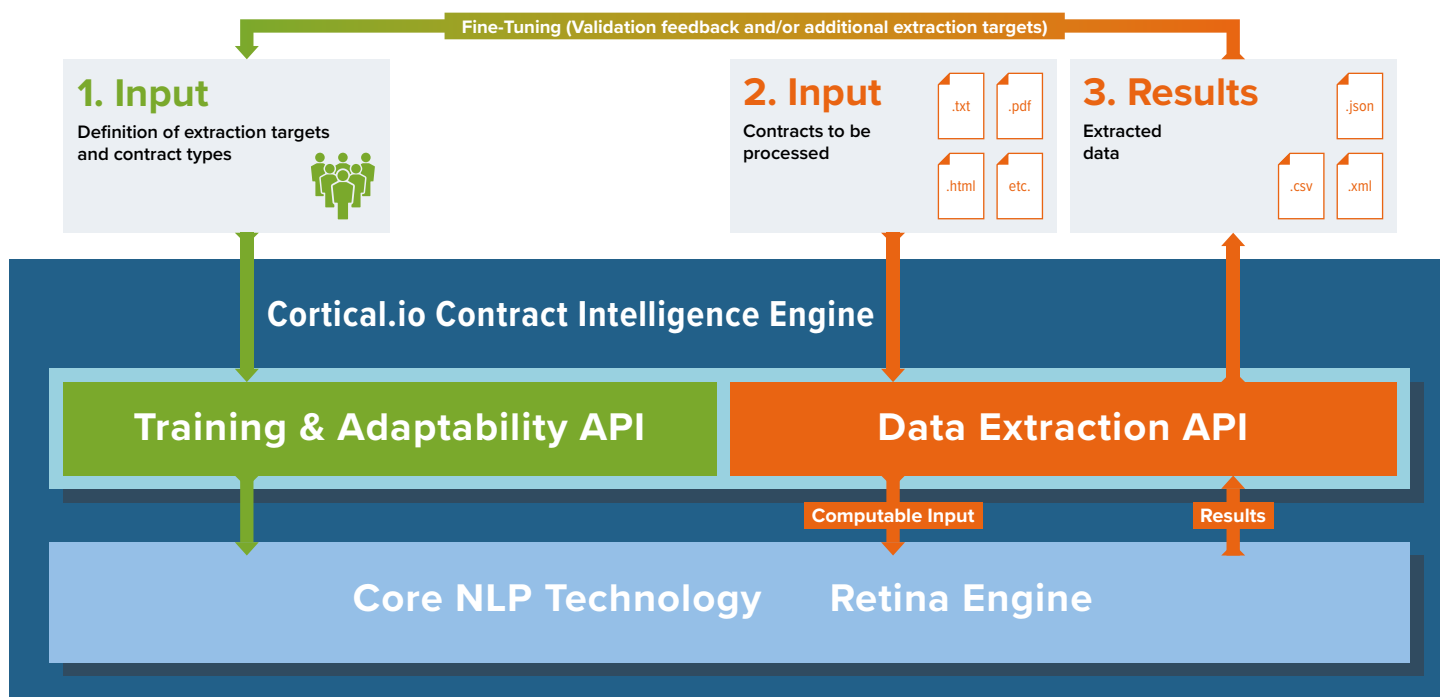 Fine-Tuning (Validation feedback and/or additional extraction targets)
1. Input
Definition of extraction targets
and contract types
2. Input
Contracts to be
processed
.txt
.pdf
.html
etc.
3. Results
Extracted
data
.json
.csv
.xml
Cortical.io Contract Intelligence Engine
Training & Adaptability API
Data Extraction API
Computable Input
Results
Core NLP Technology
Retina Engine